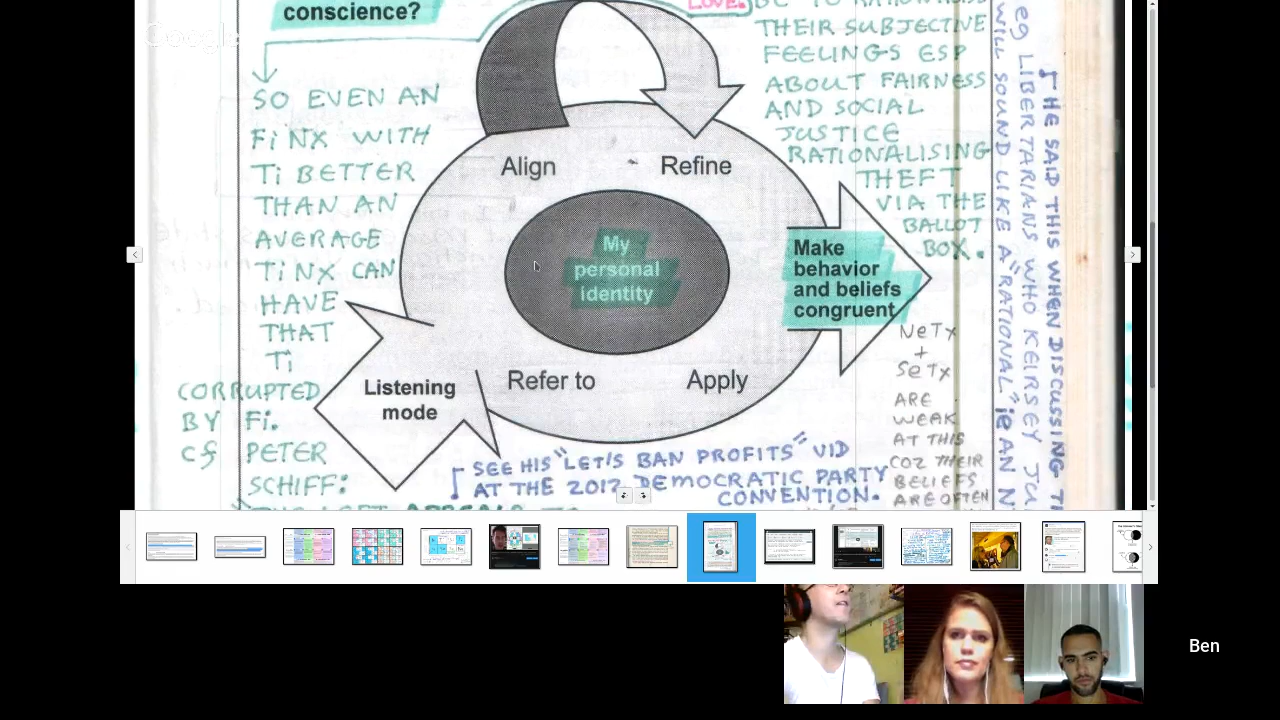 conscience?
Google
LOVE.
THEIR SUBJECTIVE
FEELINGS ESP
ABOUT FAIRNESS
AND SOCIAL
JUSTICE
RATIONALISING
THEFT
VIA THE
BALLOT
BOX.
SO EVEN AN
FiNX WITH
Ti BETTER
THAN AN
AVERAGE
TiNX CAN
HAVE
THAT
Ti
CORRUPTED
BY Fi.
cf PETER
SCHIFF:
Align
Refine
My
personal
identity
Make
behavior
and beliefs
congruent
Listening
mode
Refer to
Apply
NeTx
+
SeTx
ARE
WEAK
AT THIS
COZ THEIR
BELIEFS
ARE OFTEN
SEE HIS "LET'S BAN PROFITS" VID
AT THE 2012 DEMOCRATIC PARTY
CONVENTION.
HE SAID THIS WHEN DISCUSSING
eg LIBERTARIANS WHO KEIRSEY
WILL SOUND LIKE A "RATIONAL" ie AN
Ben